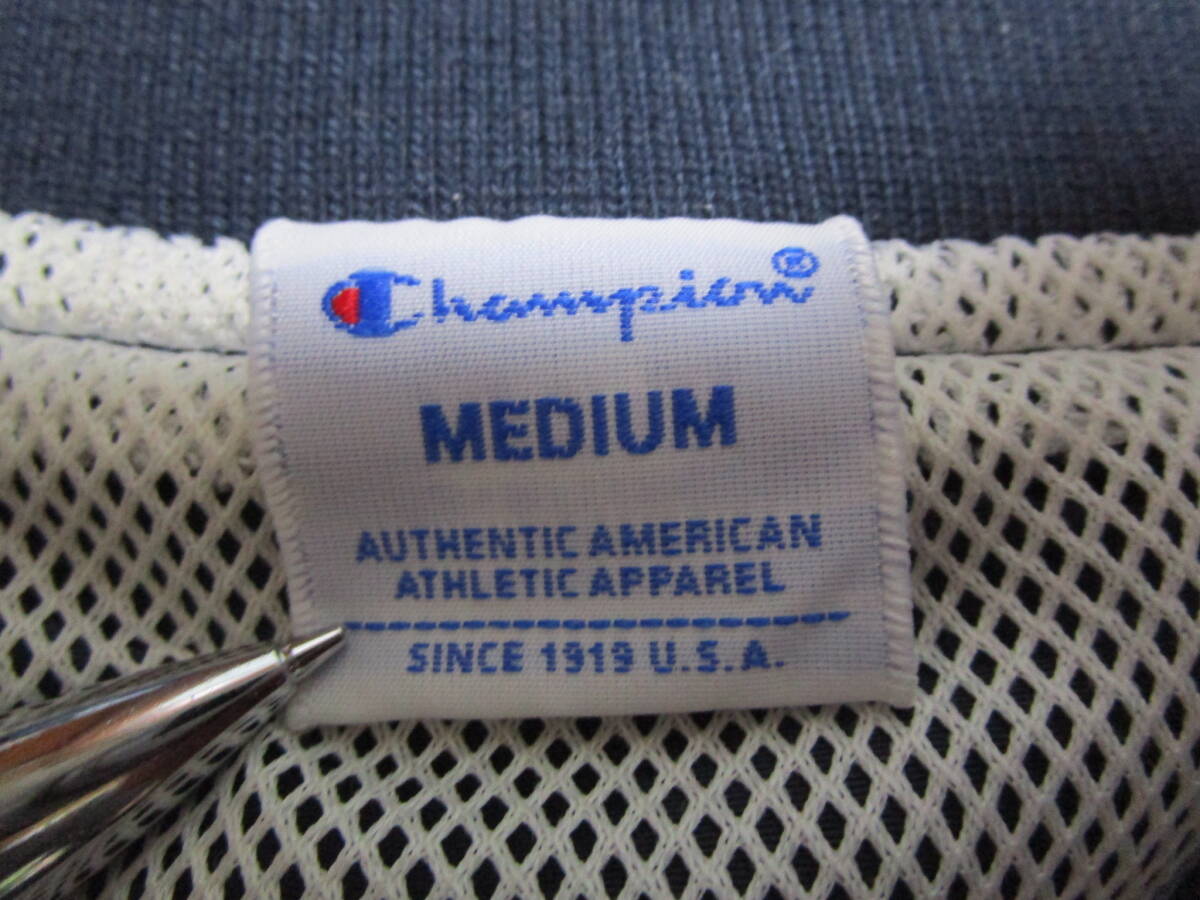 Champion®
MEDIUM
AUTHENTIC AMERICAN
ATHLETIC APPAREL
SINCE 1919 U.S.A.